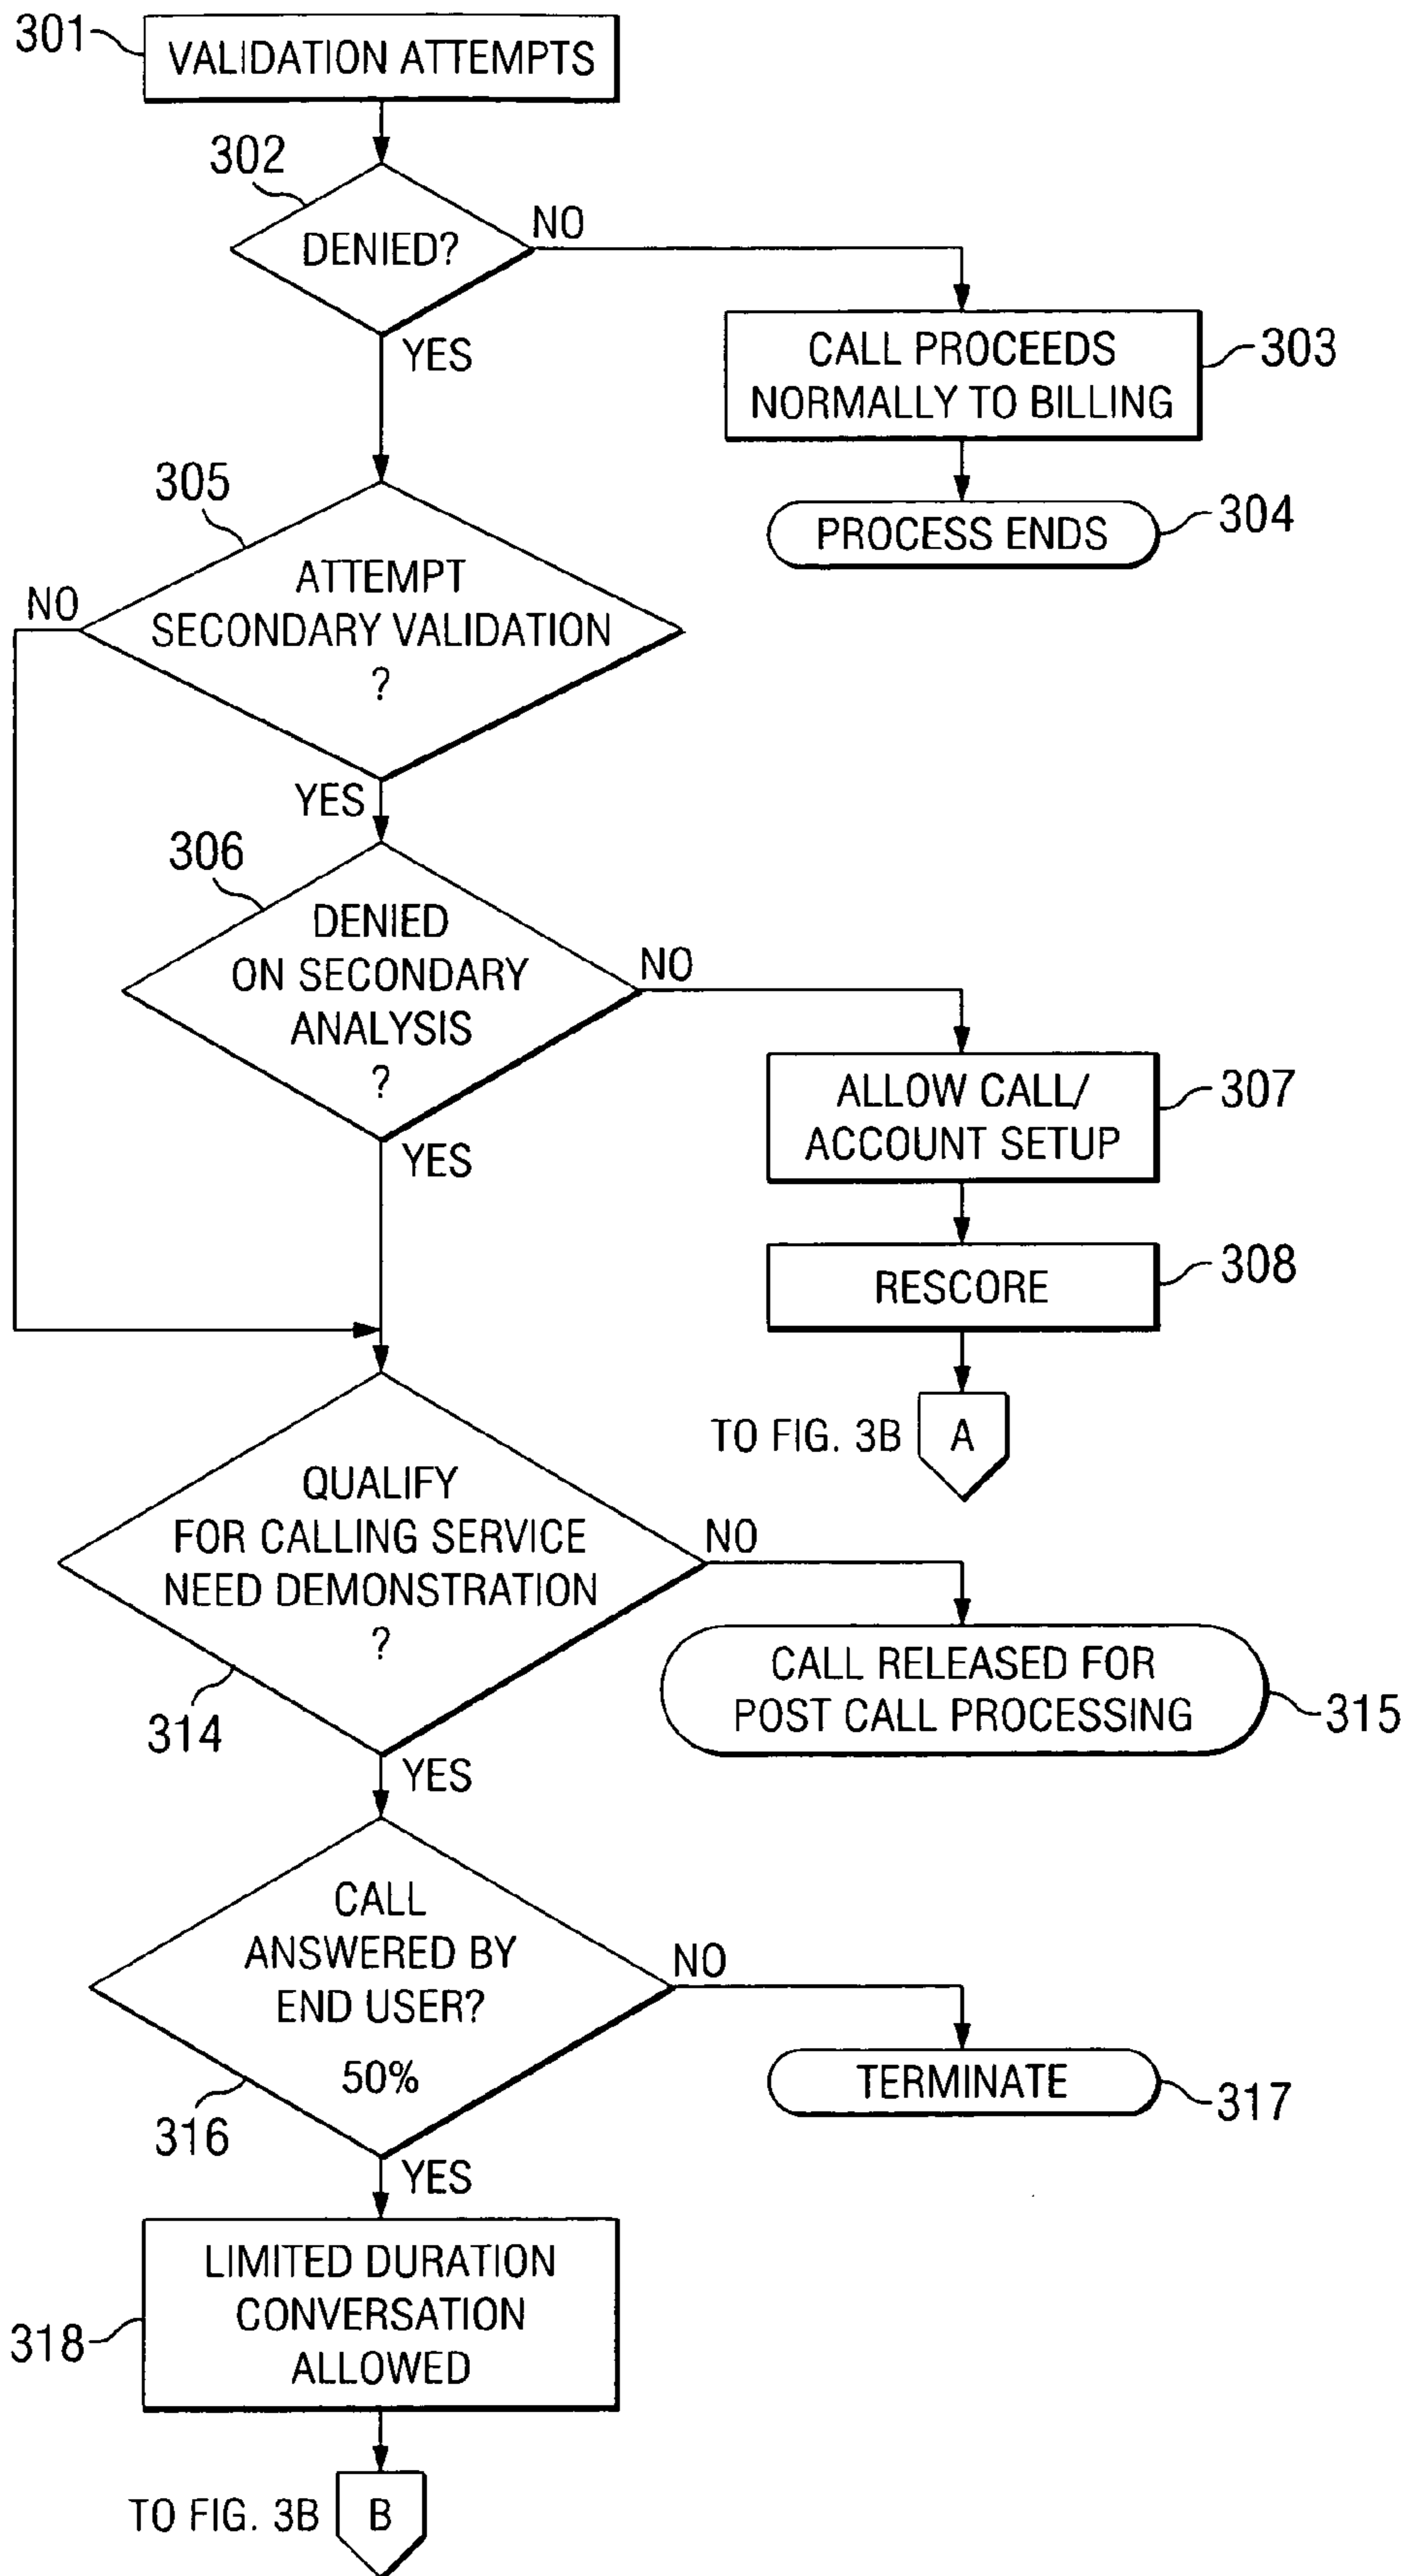 301
VALIDATION ATTEMPTS
302
DENIED?
NO
YES
CALL PROCEEDS
NORMALLY TO BILLING
303
PROCESS ENDS
304
305
ATTEMPT
SECONDARY VALIDATION
?
NO
YES
306
DENIED
ON SECONDARY
ANALYSIS
?
NO
YES
ALLOW CALL/
ACCOUNT SETUP
307
RESCORE
308
TO FIG. 3B
A
QUALIFY
FOR CALLING SERVICE
NEED DEMONSTRATION
?
NO
314
YES
CALL RELEASED FOR
POST CALL PROCESSING
315
CALL
ANSWERED BY
END USER?
50%
NO
316
YES
TERMINATE
317
LIMITED DURATION
CONVERSATION
ALLOWED
318
TO FIG. 3B
B